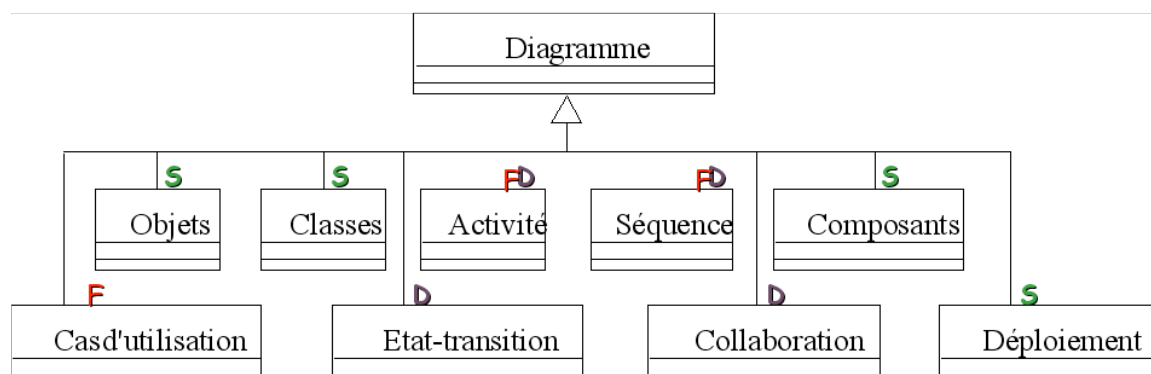 Diagramme
S S FD FD S
Objets Classes Activité Séquence Composants
F D D S
Casd'utilisation Etat-transition Collaboration Déploiement